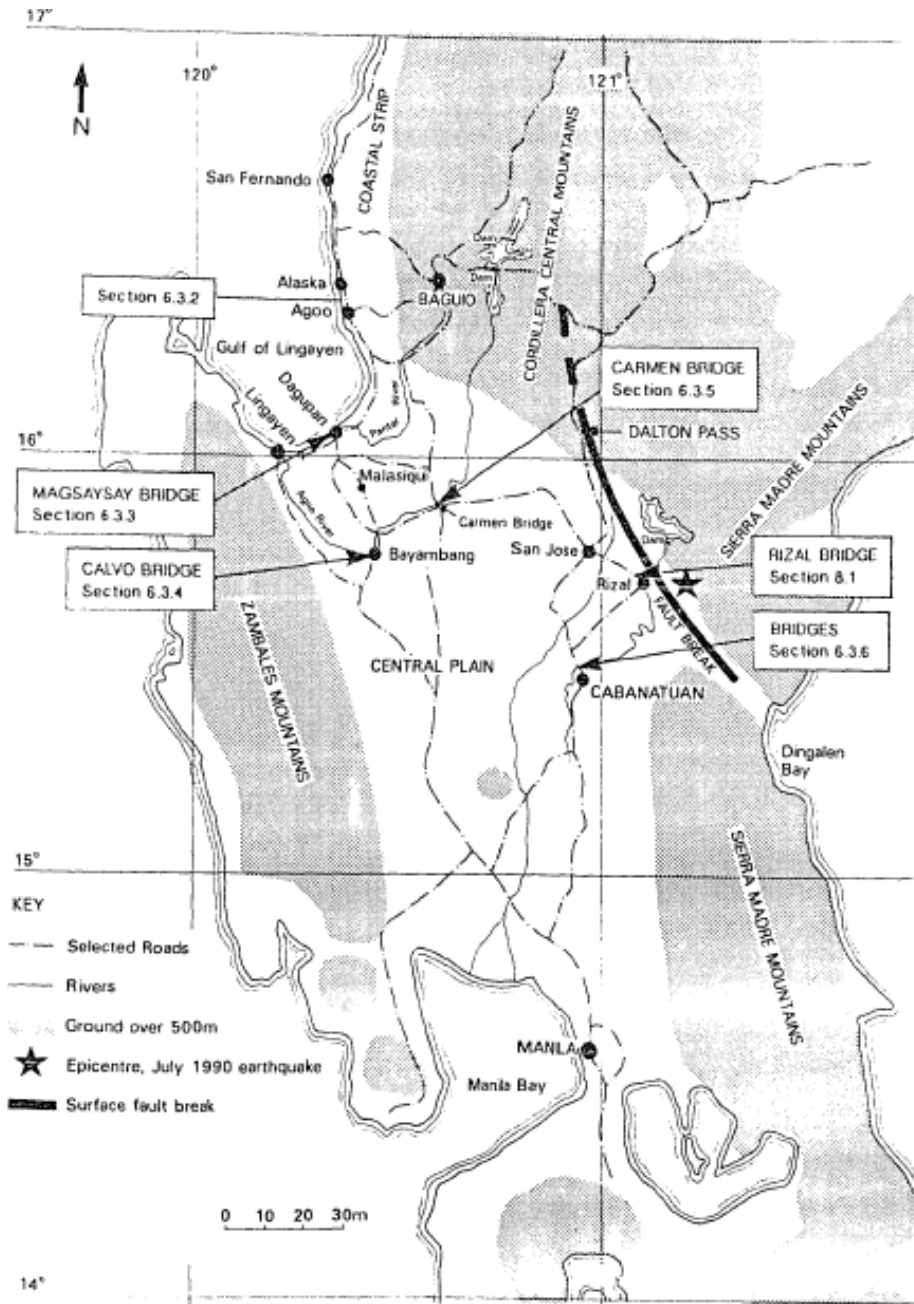 17°
120°
121°
N
COASTAL STRIP
San Fernando
CORDILLERA CENTRAL MOUNTAINS
Dam
Dam
Section 6.3.2
Alaska
BAGUIO
Agoo
Gulf of Lingayen
CARMEN BRIDGE
Section 6.3.5
Dagupan
Lingayen
River
Pantal
DALTON PASS
16°
SIERRA MADRE MOUNTAINS
MAGSAYSAY BRIDGE
Section 6.3.3
Malasiqui
Agno River
Carmen Bridge
Dams
CALVO BRIDGE
Section 6.3.4
Bayambang
San Jose
RIZAL BRIDGE
Section 8.1
Rizal
FAULT BREAK
ZAMBALES MOUNTAINS
BRIDGES
Section 6.3.6
CENTRAL PLAIN
CABANATUAN
Dingalen
Bay
15°
SIERRA MADRE MOUNTAINS
KEY
Selected Roads
Rivers
Ground over 500m
Epicentre, July 1990 earthquake
Surface fault break
MANILA
Manila Bay
0 10 20 30m
14°